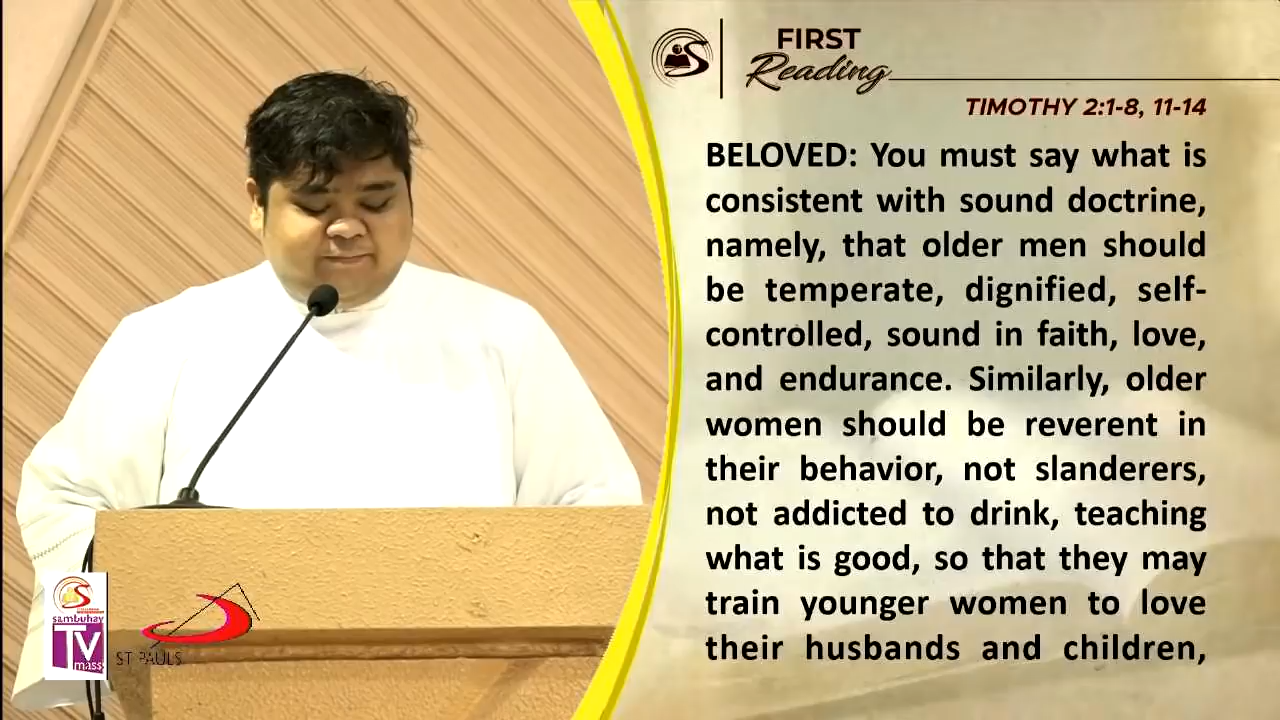 FIRST
Reading
TIMOTHY 2:1-8, 11-14
BELOVED: You must say what is
consistent with sound doctrine,
namely, that older men should
be temperate, dignified, self-
controlled, sound in faith, love,
and endurance. Similarly, older
women should be reverent in
their behavior, not slanderers,
not addicted to drink, teaching
what is good, so that they may
train younger women to love
their husbands and children,
sambuhay
TV
mass
ST PAULS